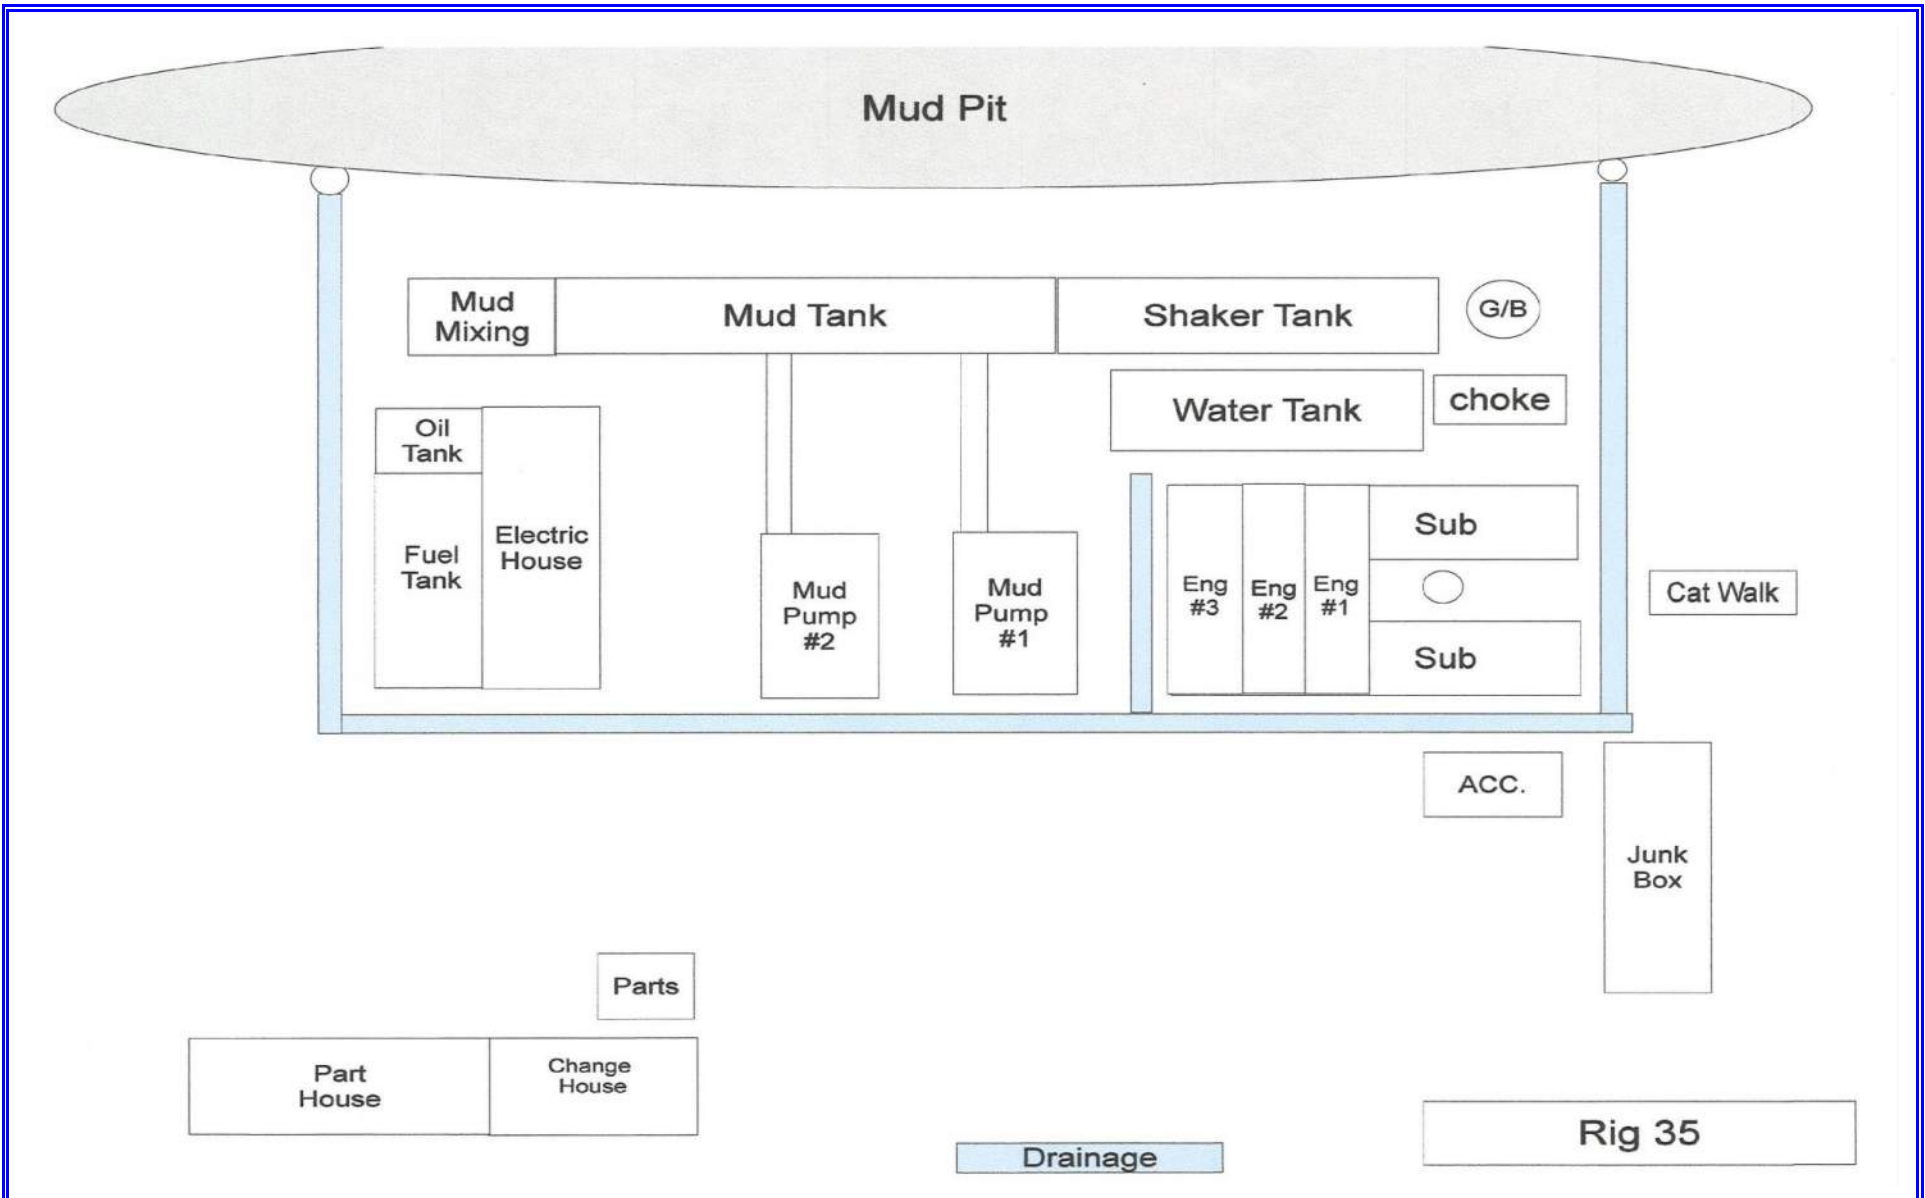 Mud Pit
Mud
Mixing
Mud Tank
Shaker Tank
G/B
Water Tank
choke
Oil
Tank
Fuel
Tank
Electric
House
Mud
Pump
#2
Mud
Pump
#1
Eng
#3
Eng
#2
Eng
#1
Sub
Sub
Cat Walk
ACC.
Junk
Box
Parts
Part
House
Change
House
Drainage
Rig 35